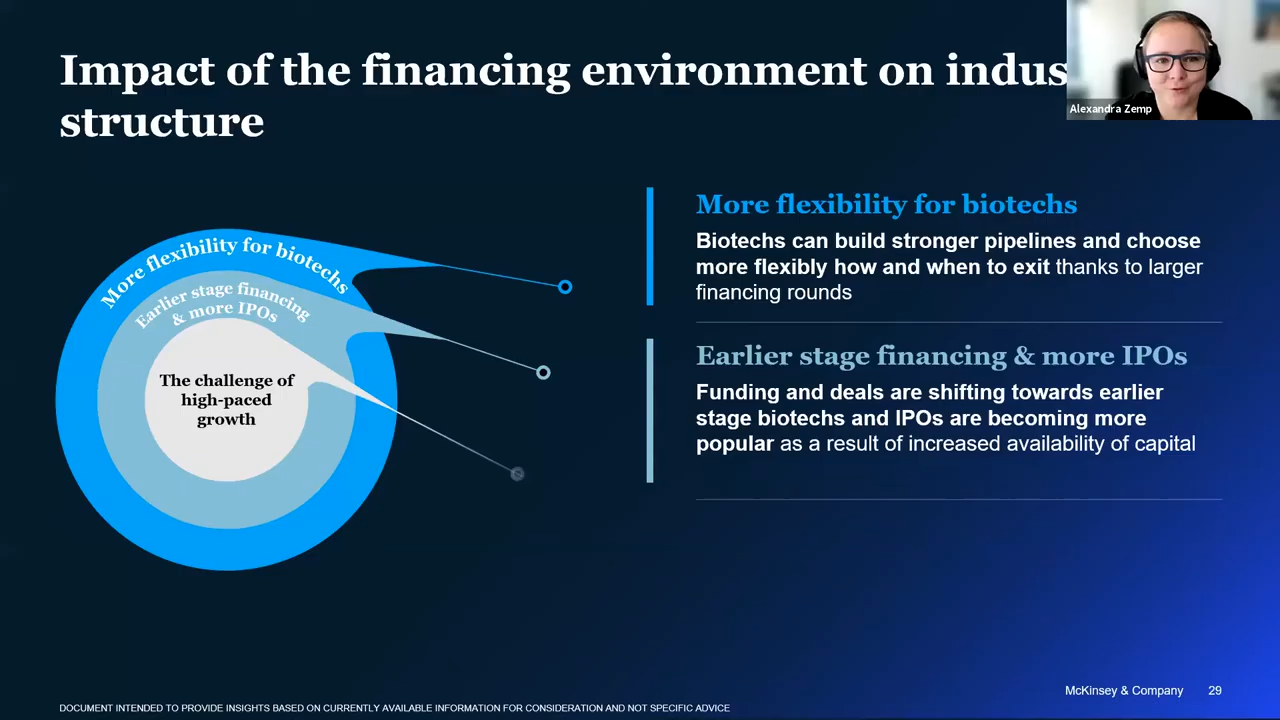 Impact of the financing environment on indus
structure
Alexandra Zemp
More flexibility for biotechs
Earlier stage financing
& more IPOs
The challenge of
high-paced
growth
More flexibility for biotechs
Biotechs can build stronger pipelines and choose
more flexibly how and when to exit thanks to larger
financing rounds
Earlier stage financing & more IPOs
Funding and deals are shifting towards earlier
stage biotechs and IPOs are becoming more
popular as a result of increased availability of capital
McKinsey & Company 29
DOCUMENT INTENDED TO PROVIDE INSIGHTS BASED ON CURRENTLY AVAILABLE INFORMATION FOR CONSIDERATION AND NOT SPECIFIC ADVICE